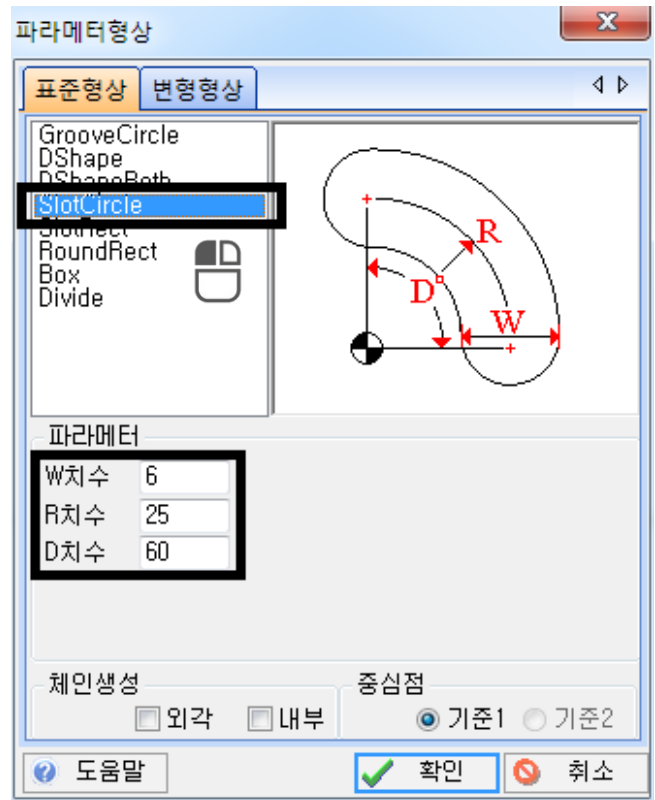 파라메터형상
표준형상 변형형상
GrooveCircle
DShape
DShapeBoth
SlotCircle
SlotRect
RoundRect
Box
Divide
R
D°
W
파라메터
W치수 6
R치수 25
D치수 60
체인생성 중심점
외각 내부 기준1 기준2
도움말 확인 취소